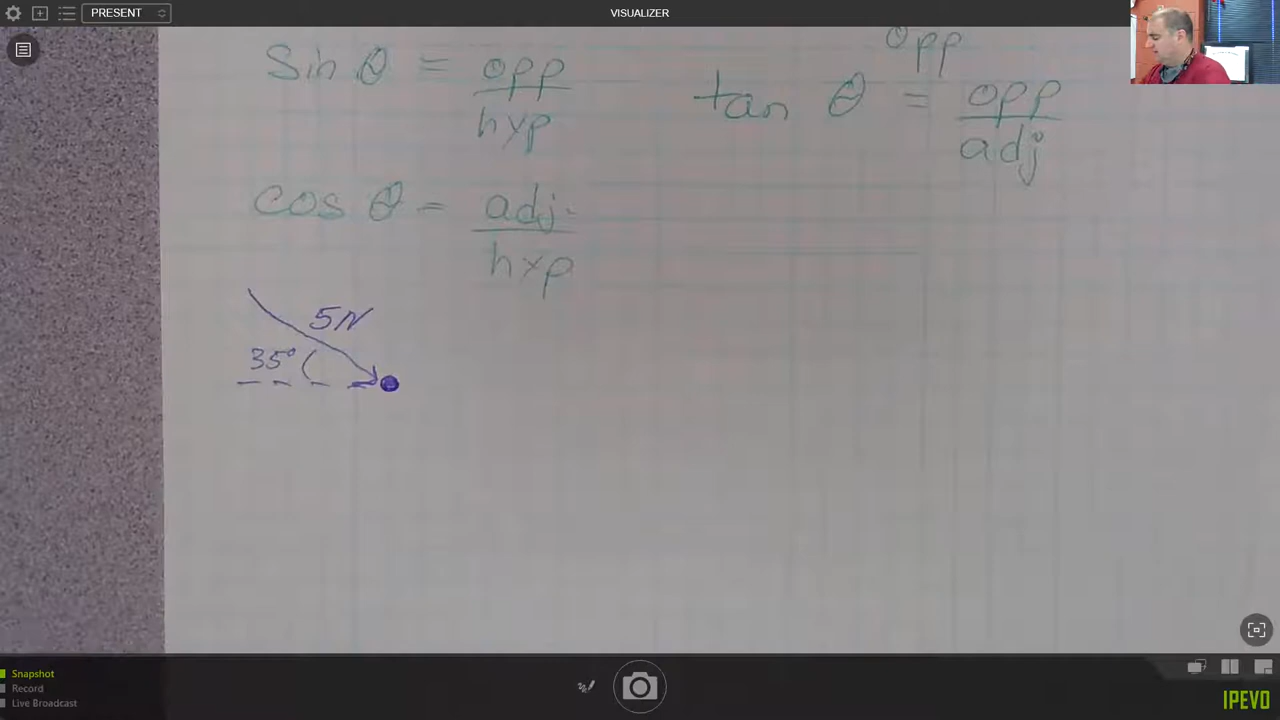 PRESENT
VISUALIZER
Sin θ = opp
hyp
opp
tan θ = opp
adj
cos θ = adj
hyp
5N
35°
Snapshot
Record
Live Broadcast
IPEVO